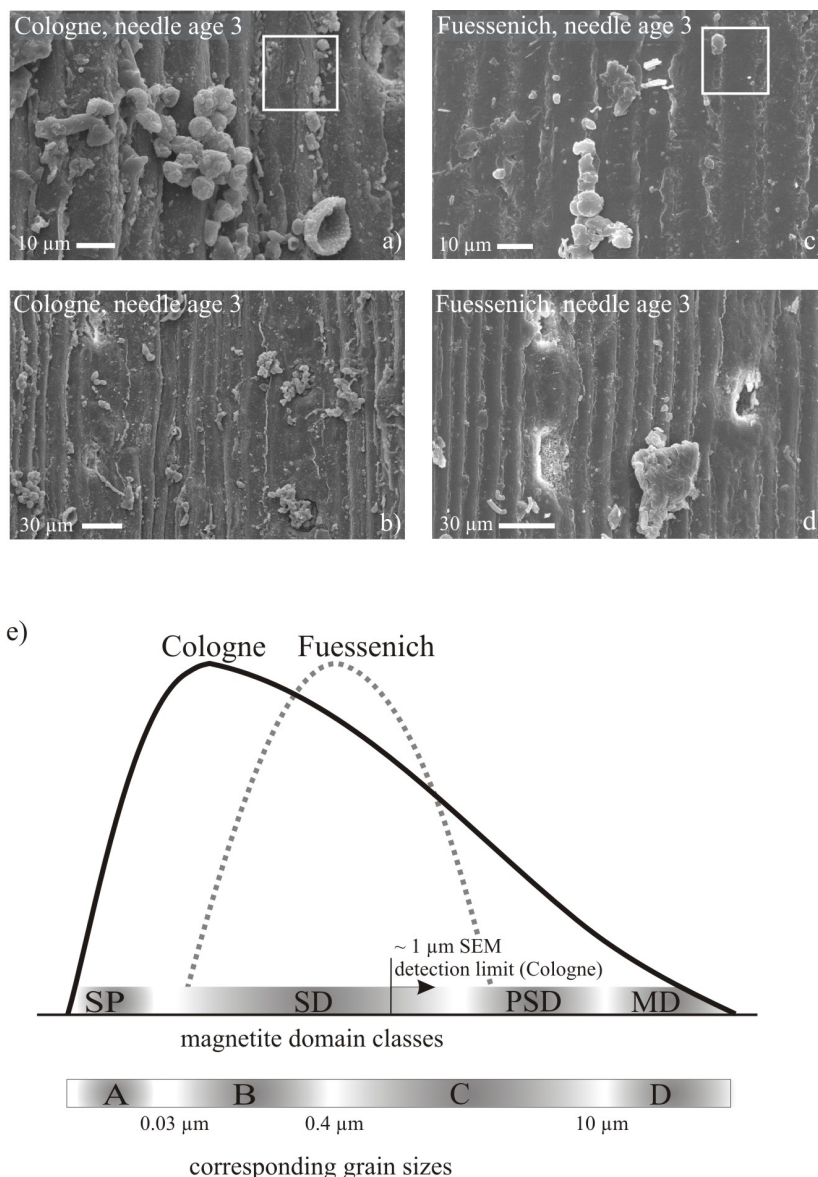 Cologne, needle age 3
10 µm
a)
Fuessenich, needle age 3
10 µm
c)
Cologne, needle age 3
30 µm
b)
Fuessenich, needle age 3
30 µm
d)
e)
Cologne
Fuessenich
~ 1 µm SEM
detection limit (Cologne)
SP SD PSD MD
magnetite domain classes
A B C D
0.03 µm 0.4 µm 10 µm
corresponding grain sizes